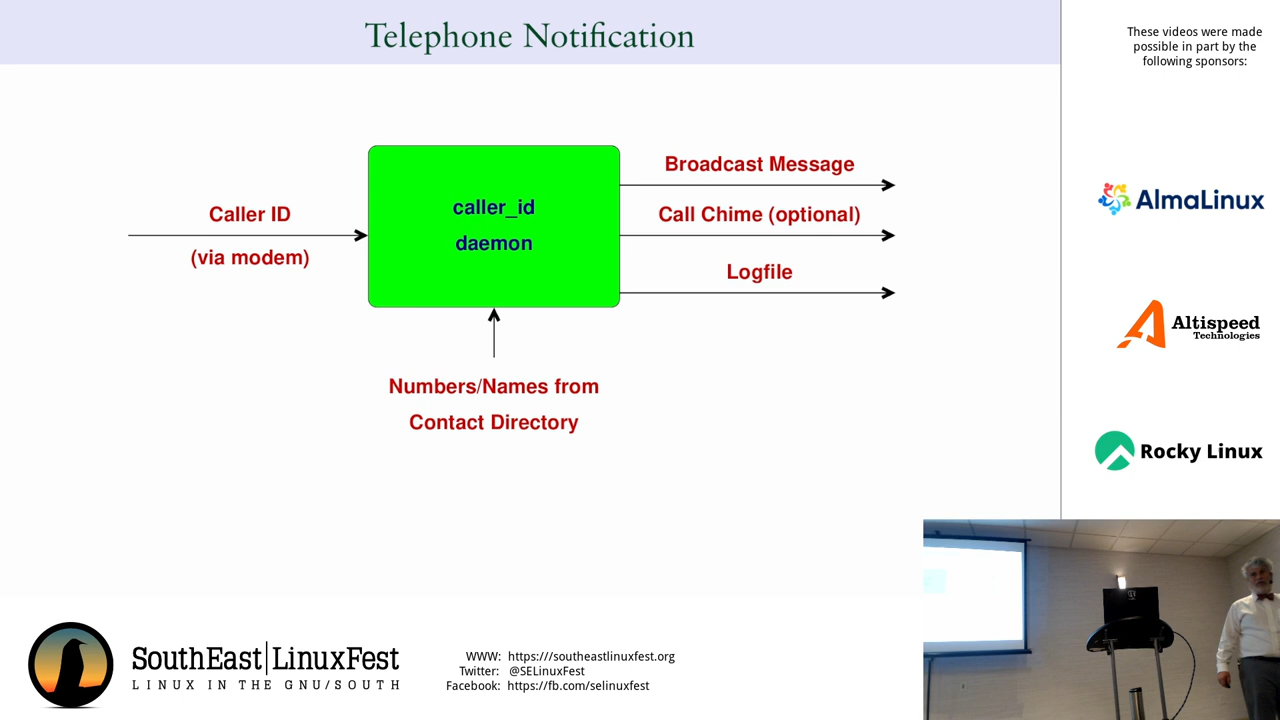 Telephone Notification
These videos were made
possible in part by the
following sponsors:
Caller ID
(via modem)
caller_id
daemon
Broadcast Message
Call Chime (optional)
Logfile
Numbers/Names from
Contact Directory
AlmaLinux
Altispeed
Technologies
Rocky Linux
SouthEast LinuxFest
LINUX IN THE GNU/SOUTH
WWW: https:///southeastlinuxfest.org
Twitter: @SELinuxFest
Facebook: https://fb.com/selinuxfest